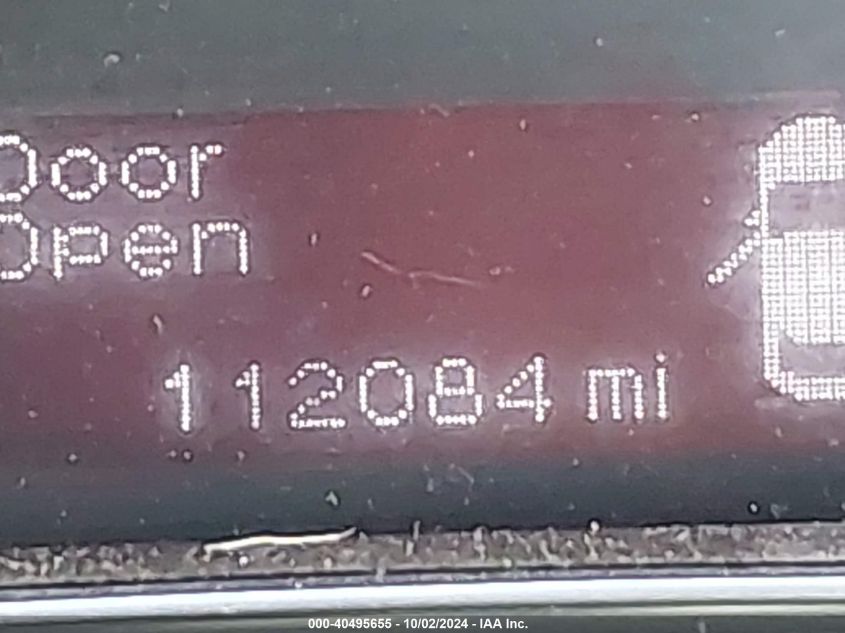 Door
Open
112084 mi
000-40495655 - 10/02/2024 - IAA Inc.